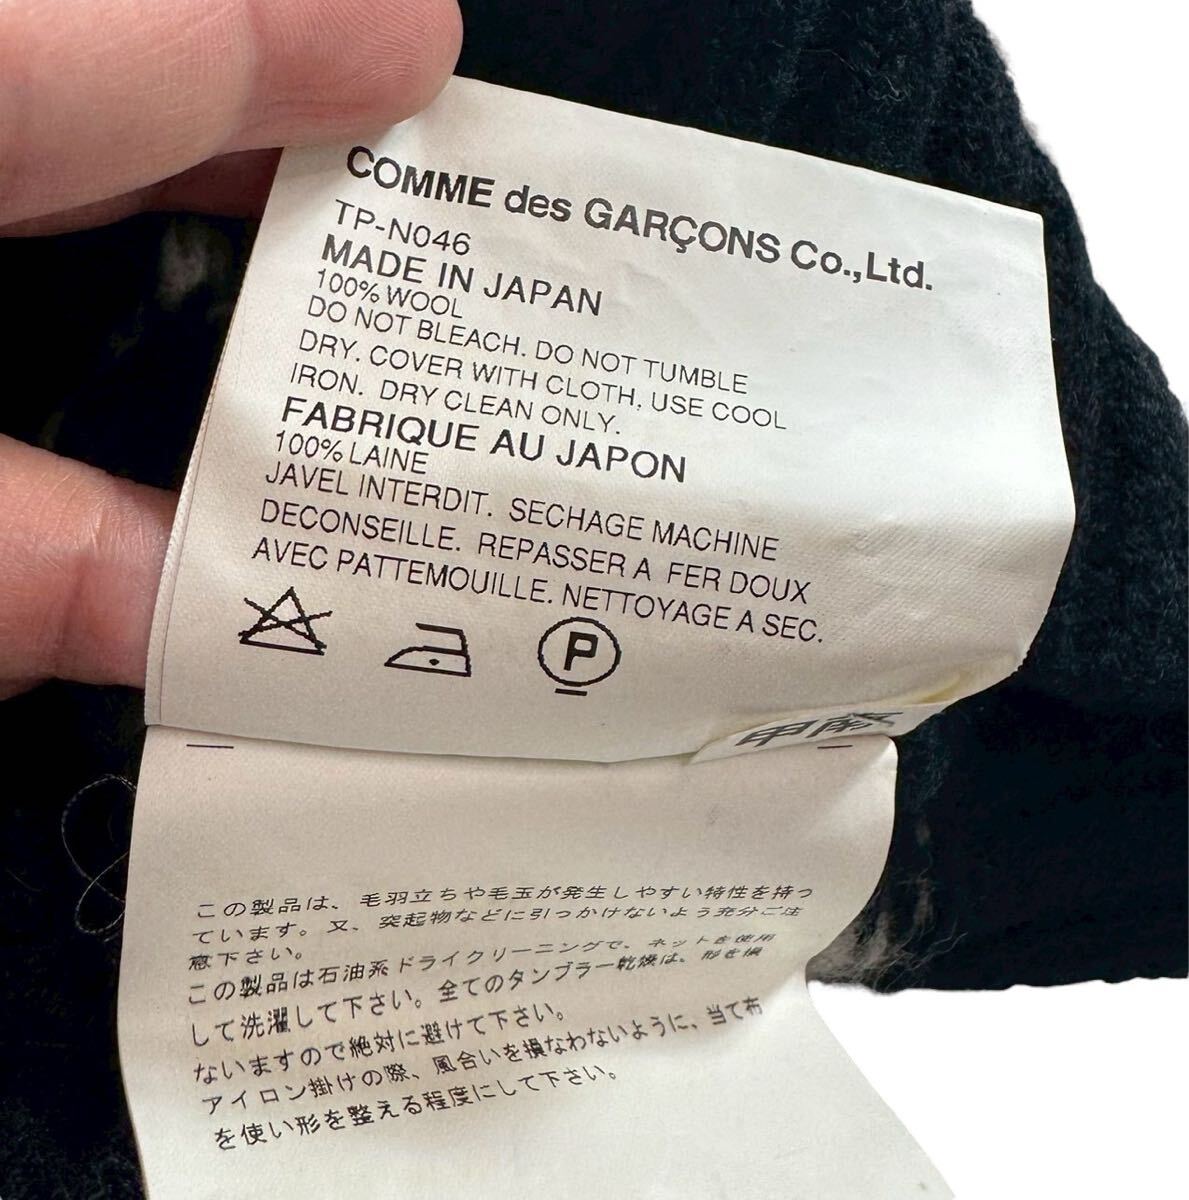 COMME des GARÇONS Co.,Ltd.
TP-N046
MADE IN JAPAN
100% WOOL
DO NOT BLEACH. DO NOT TUMBLE
DRY. COVER WITH CLOTH, USE COOL
IRON. DRY CLEAN ONLY.
FABRIQUE AU JAPON
100% LAINE
JAVEL INTERDIT. SECHAGE MACHINE
DECONSEILLE. REPASSER A FER DOUX
AVEC PATTEMOUILLE. NETTOYAGE A SEC.
P
この製品は、毛羽立ちや毛玉が発生しやすい特性を持っ
ています。又、突起物などに引っかけないよう充分ご注
意下さい。
この製品は石油系ドライクリーニングで、ネットを使用
して洗濯して下さい。全てのタンブラー乾燥は、形を損
ないますので絶対に避けて下さい。
アイロン掛けの際、風合いを損なわないように、当て布
を使い形を整える程度にして下さい。